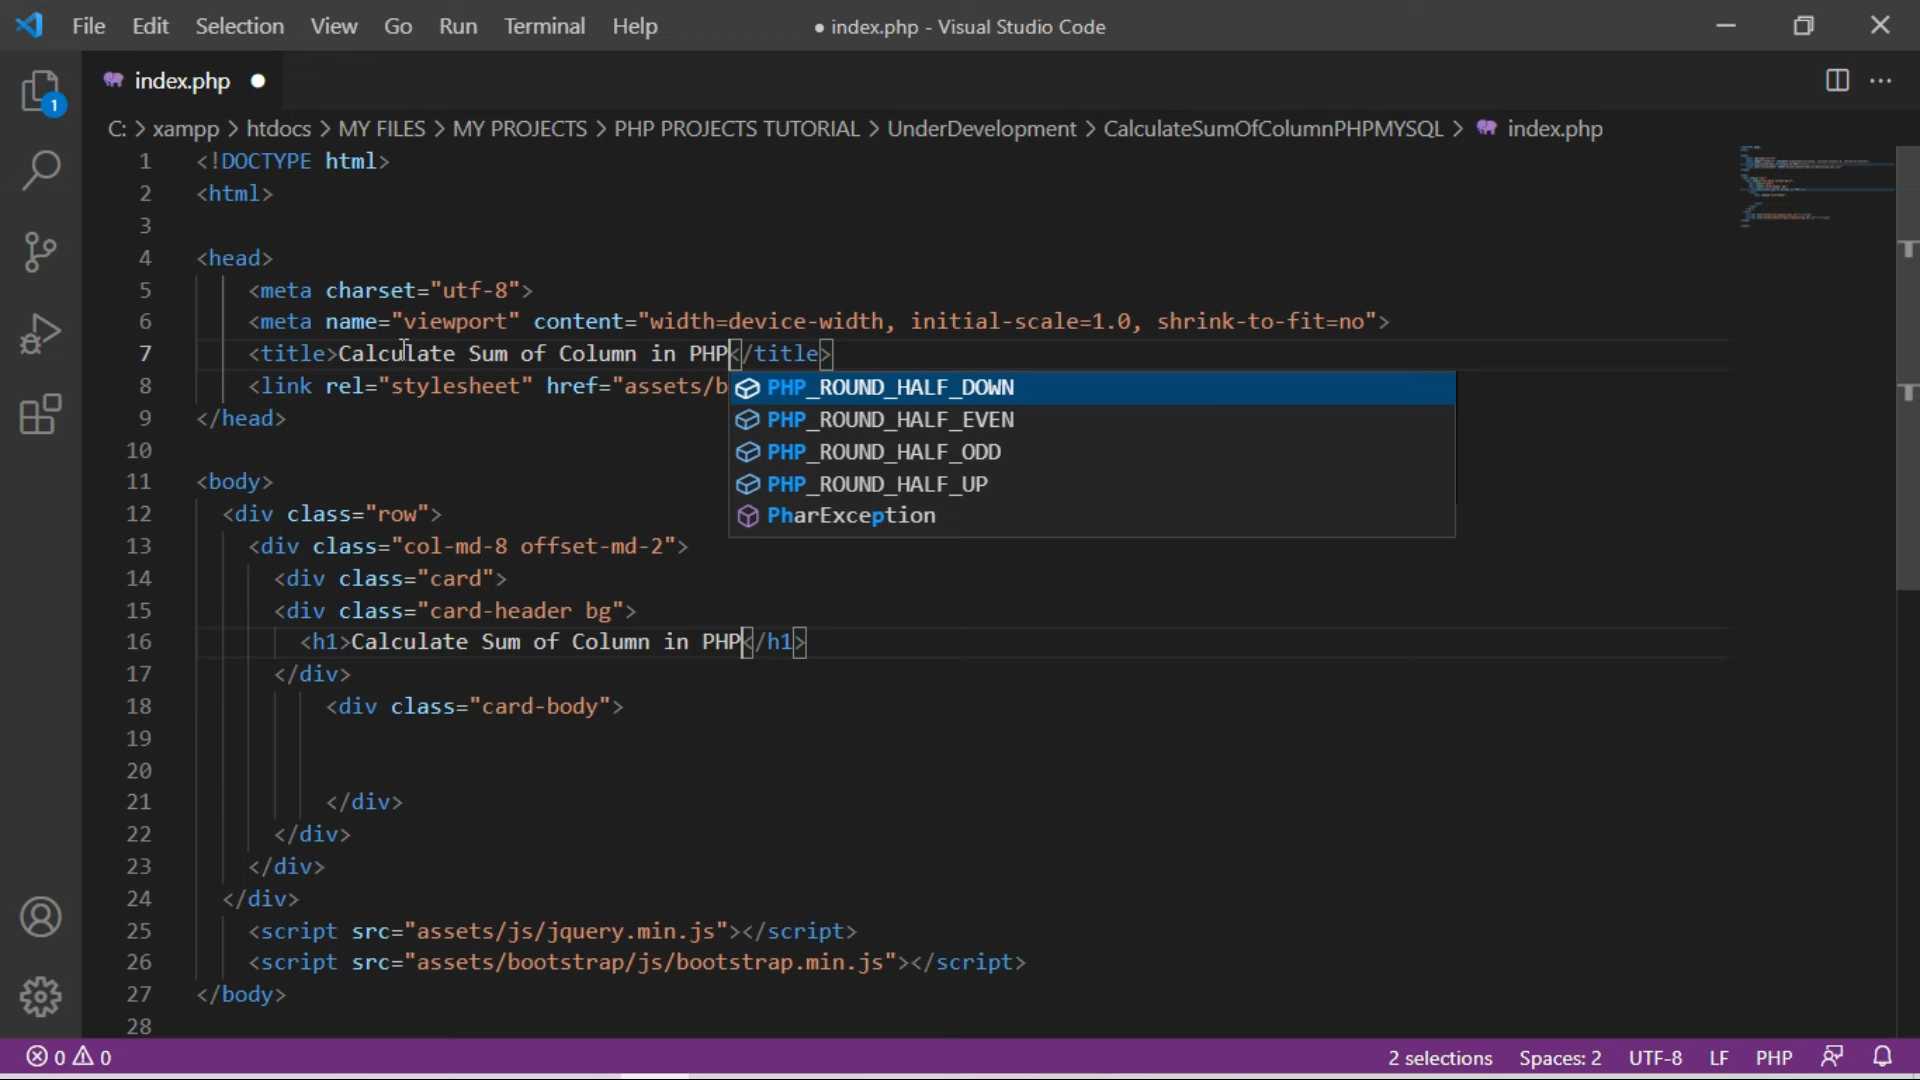 File Edit Selection View Go Run Terminal Help ● index.php - Visual Studio Code
index.php
1
C: > xampp > htdocs > MY FILES > MY PROJECTS > PHP PROJECTS TUTORIAL > UnderDevelopment > CalculateSumOfColumnPHPMYSQL > index.php
1 <!DOCTYPE html>
2 <html>
3
4 <head>
5 <meta charset="utf-8">
6 <meta name="viewport" content="width=device-width, initial-scale=1.0, shrink-to-fit=no">
7 <title>Calculate Sum of Column in PHP</title>
8 <link rel="stylesheet" href="assets/b
PHP_ROUND_HALF_DOWN
PHP_ROUND_HALF_EVEN
PHP_ROUND_HALF_ODD
PHP_ROUND_HALF_UP
PharException
9 </head>
10
11 <body>
12 <div class="row">
13 <div class="col-md-8 offset-md-2">
14 <div class="card">
15 <div class="card-header bg">
16 <h1>Calculate Sum of Column in PHP</h1>
17 </div>
18 <div class="card-body">
19
20
21 </div>
22 </div>
23 </div>
24 </div>
25 <script src="assets/js/jquery.min.js"></script>
26 <script src="assets/bootstrap/js/bootstrap.min.js"></script>
27 </body>
28
0 0 2 selections Spaces: 2 UTF-8 LF PHP